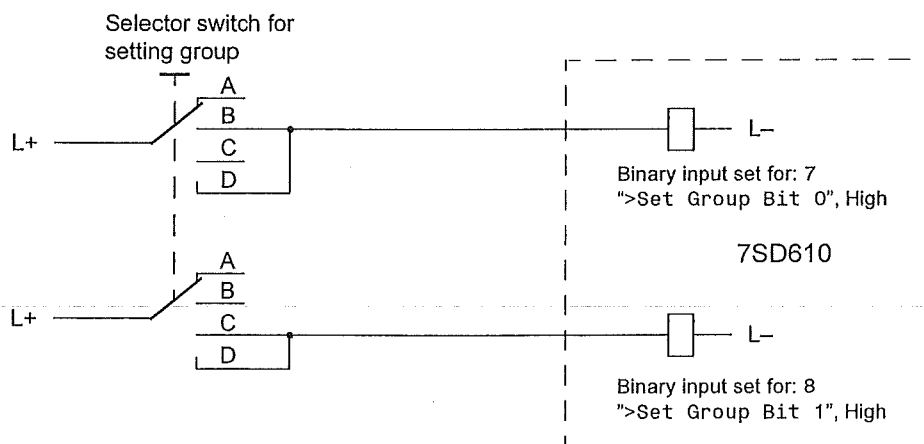 Selector switch for
setting group
A
B
C
D
L+
L–
Binary input set for: 7
">Set Group Bit 0", High
7SD610
A
B
C
D
L+
L–
Binary input set for: 8
">Set Group Bit 1", High